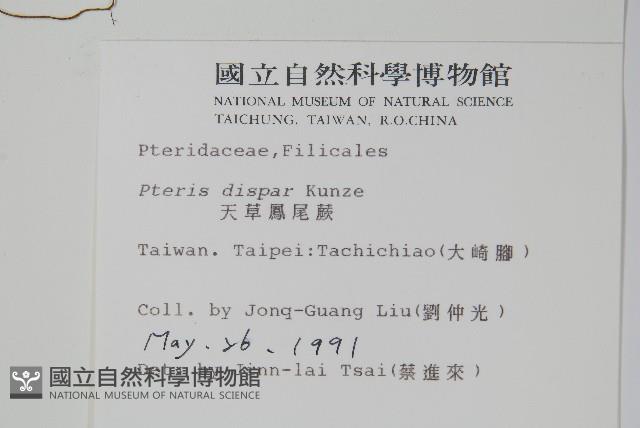 國立自然科學博物館
NATIONAL MUSEUM OF NATURAL SCIENCE
TAICHUNG, TAIWAN, R.O.CHINA
Pteridaceae,Filicales
Pteris dispar Kunze
天草鳳尾蕨
Taiwan. Taipei:Tachichiao(大崎腳)
Coll. by Jonq-Guang Liu(劉仲光)
May. 26. 1991
Det. by Jinn-lai Tsai(蔡進來)
國立自然科學博物館
NATIONAL MUSEUM OF NATURAL SCIENCE